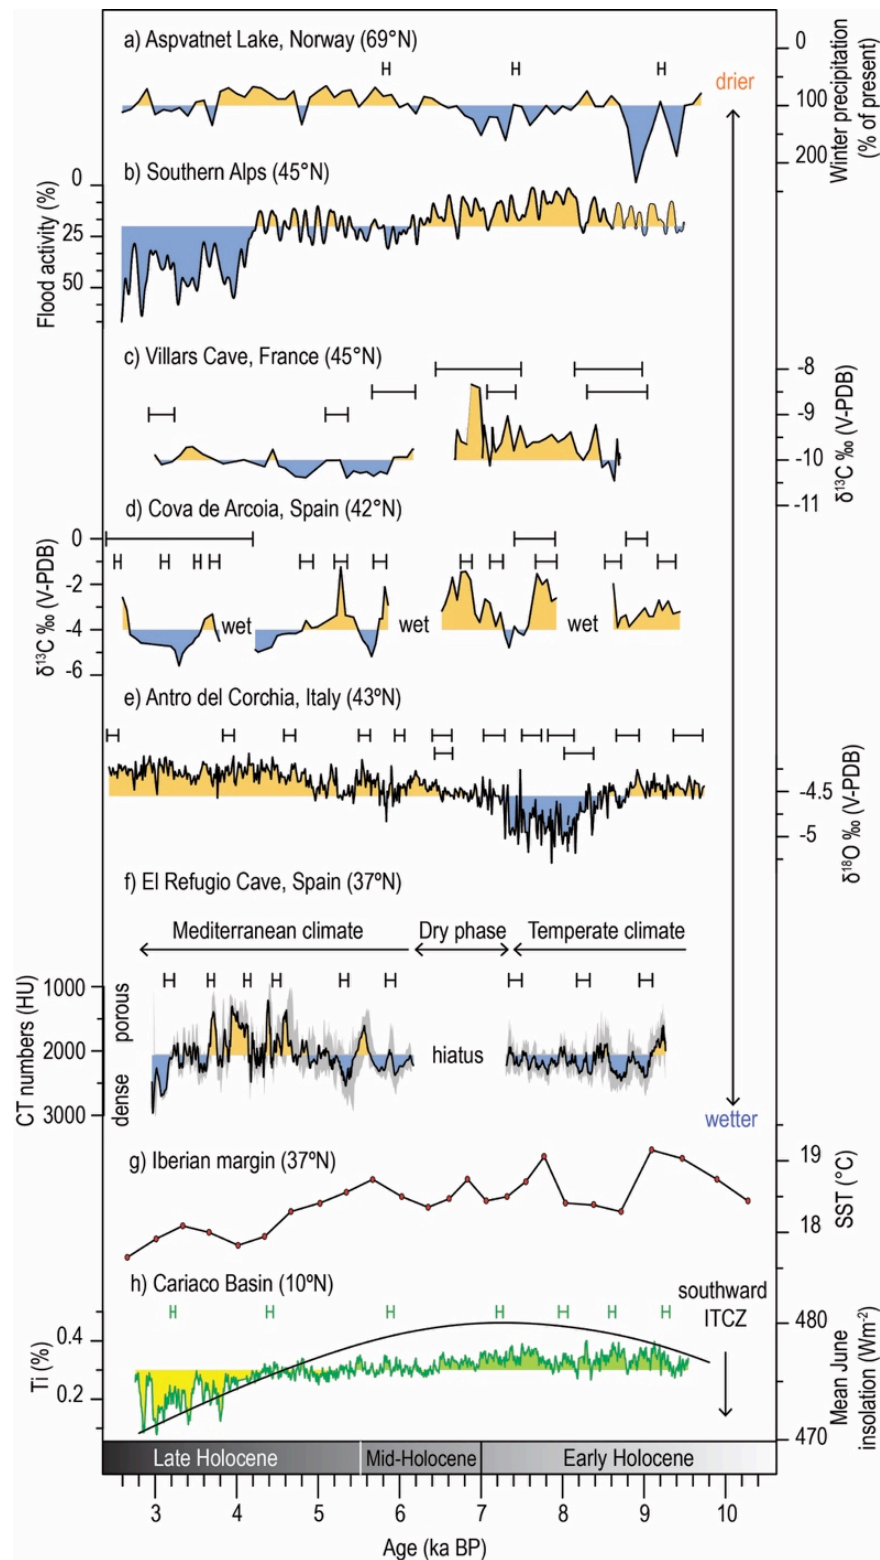 a) Aspvatnet Lake, Norway (69°N)
0
drier
100
200
Winter precipitation
(% of present)
b) Southern Alps (45°N)
0
25
50
Flood activity (%)
c) Villars Cave, France (45°N)
-8
-9
-10
-11
δ13C ‰ (V-PDB)
d) Cova de Arcoia, Spain (42°N)
0
-2
-4
-6
δ13C ‰ (V-PDB)
wet
wet
wet
e) Antro del Corchia, Italy (43ºN)
-4.5
-5
δ18O ‰ (V-PDB)
f) El Refugio Cave, Spain (37°N)
Mediterranean climate
Dry phase
Temperate climate
1000
2000
3000
CT numbers (HU)
porous
dense
hiatus
wetter
g) Iberian margin (37ºN)
19
18
SST (°C)
h) Cariaco Basin (10ºN)
southward
ITCZ
0.4
0.2
Ti (%)
480
470
Mean June
insolation (Wm-2)
Late Holocene
Mid-Holocene
Early Holocene
3 4 5 6 7 8 9 10
Age (ka BP)